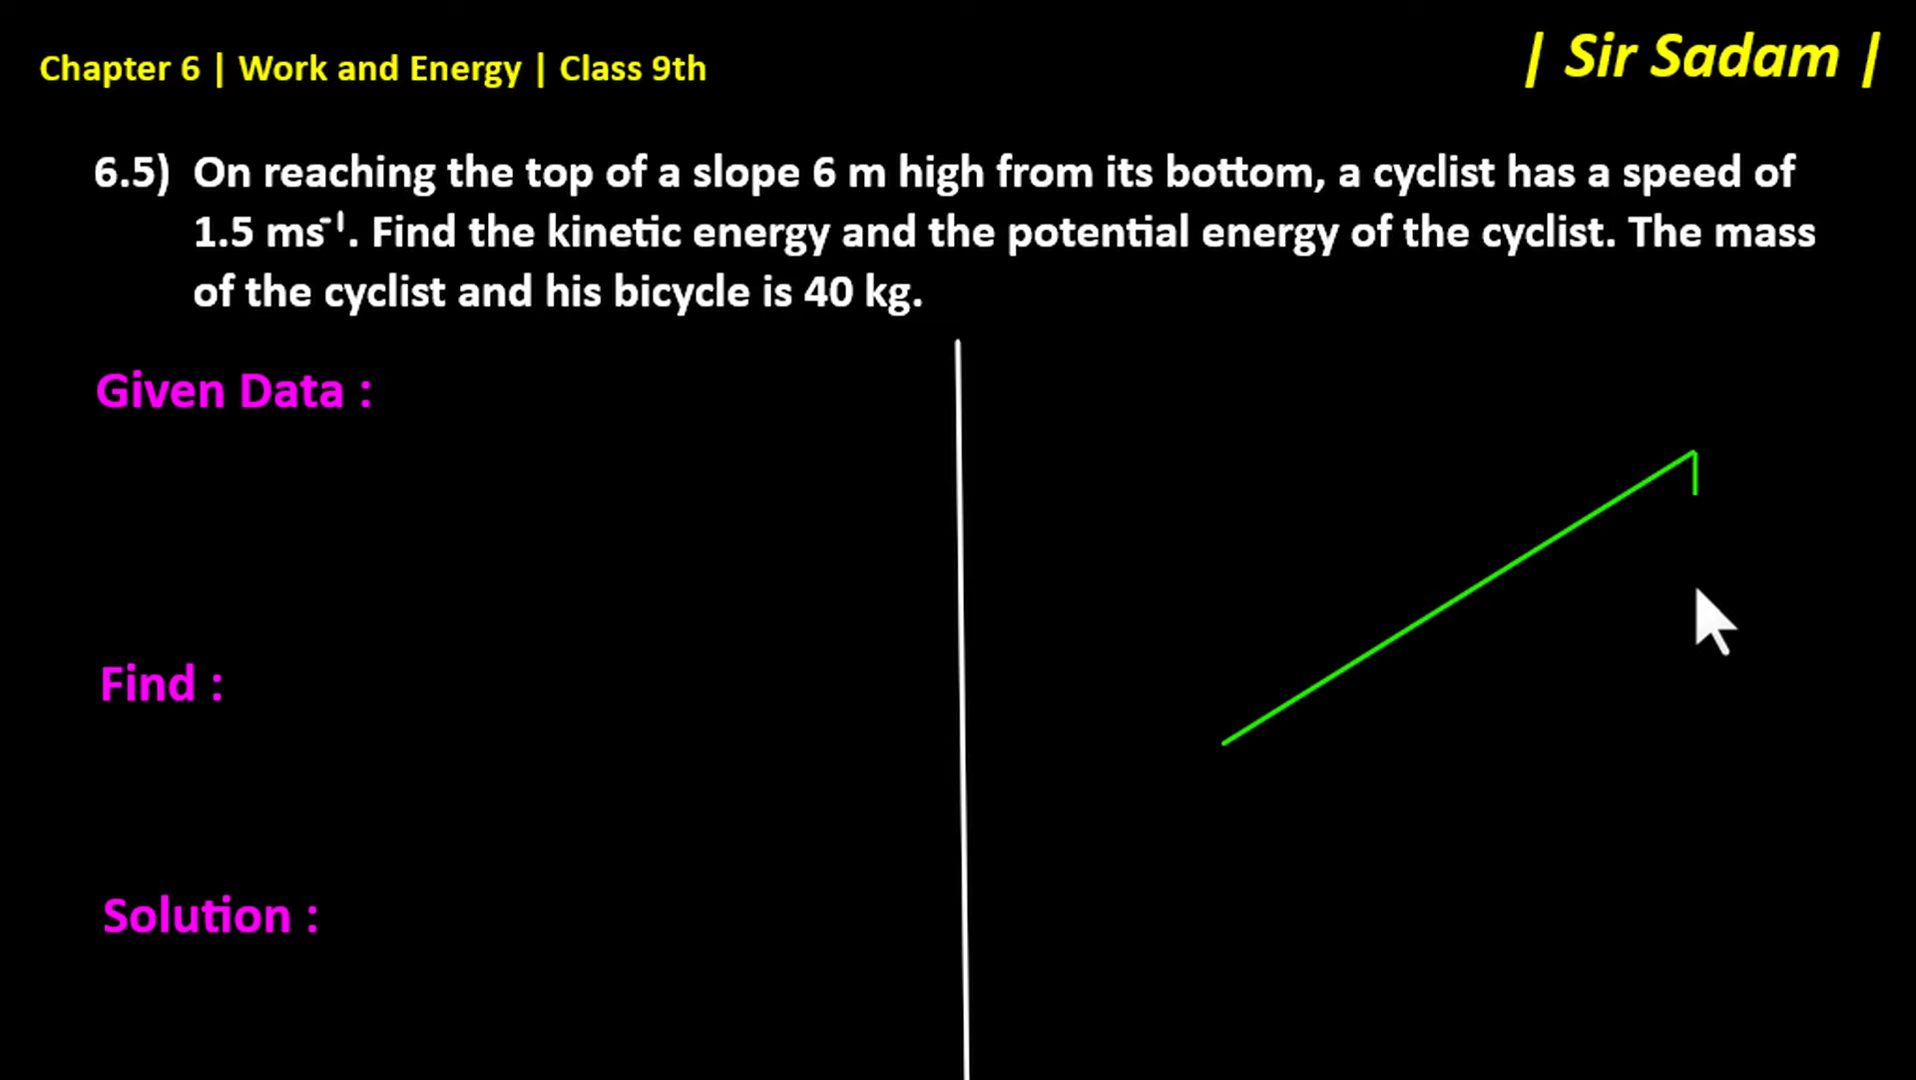 Chapter 6 | Work and Energy | Class 9th
| Sir Sadam |
6.5) On reaching the top of a slope 6 m high from its bottom, a cyclist has a speed of
1.5 ms⁻¹. Find the kinetic energy and the potential energy of the cyclist. The mass
of the cyclist and his bicycle is 40 kg.
Given Data :
Find :
Solution :